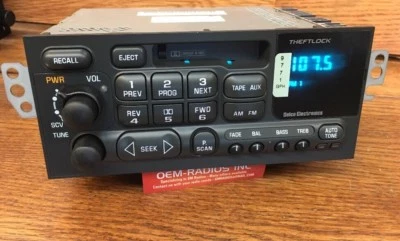 THEFTLOCK
RECALL
EJECT
107.5
PWR
VOL
1 PREV
2 PROG
3 NEXT
TAPE AUX
REV 4
5
FWD 6
AM FM
SCV
Delco Electronics
TUNE
SEEK
P. SCAN
FADE
BAL
BASS
TREB
AUTO TONE
OEM-RADIOS INC